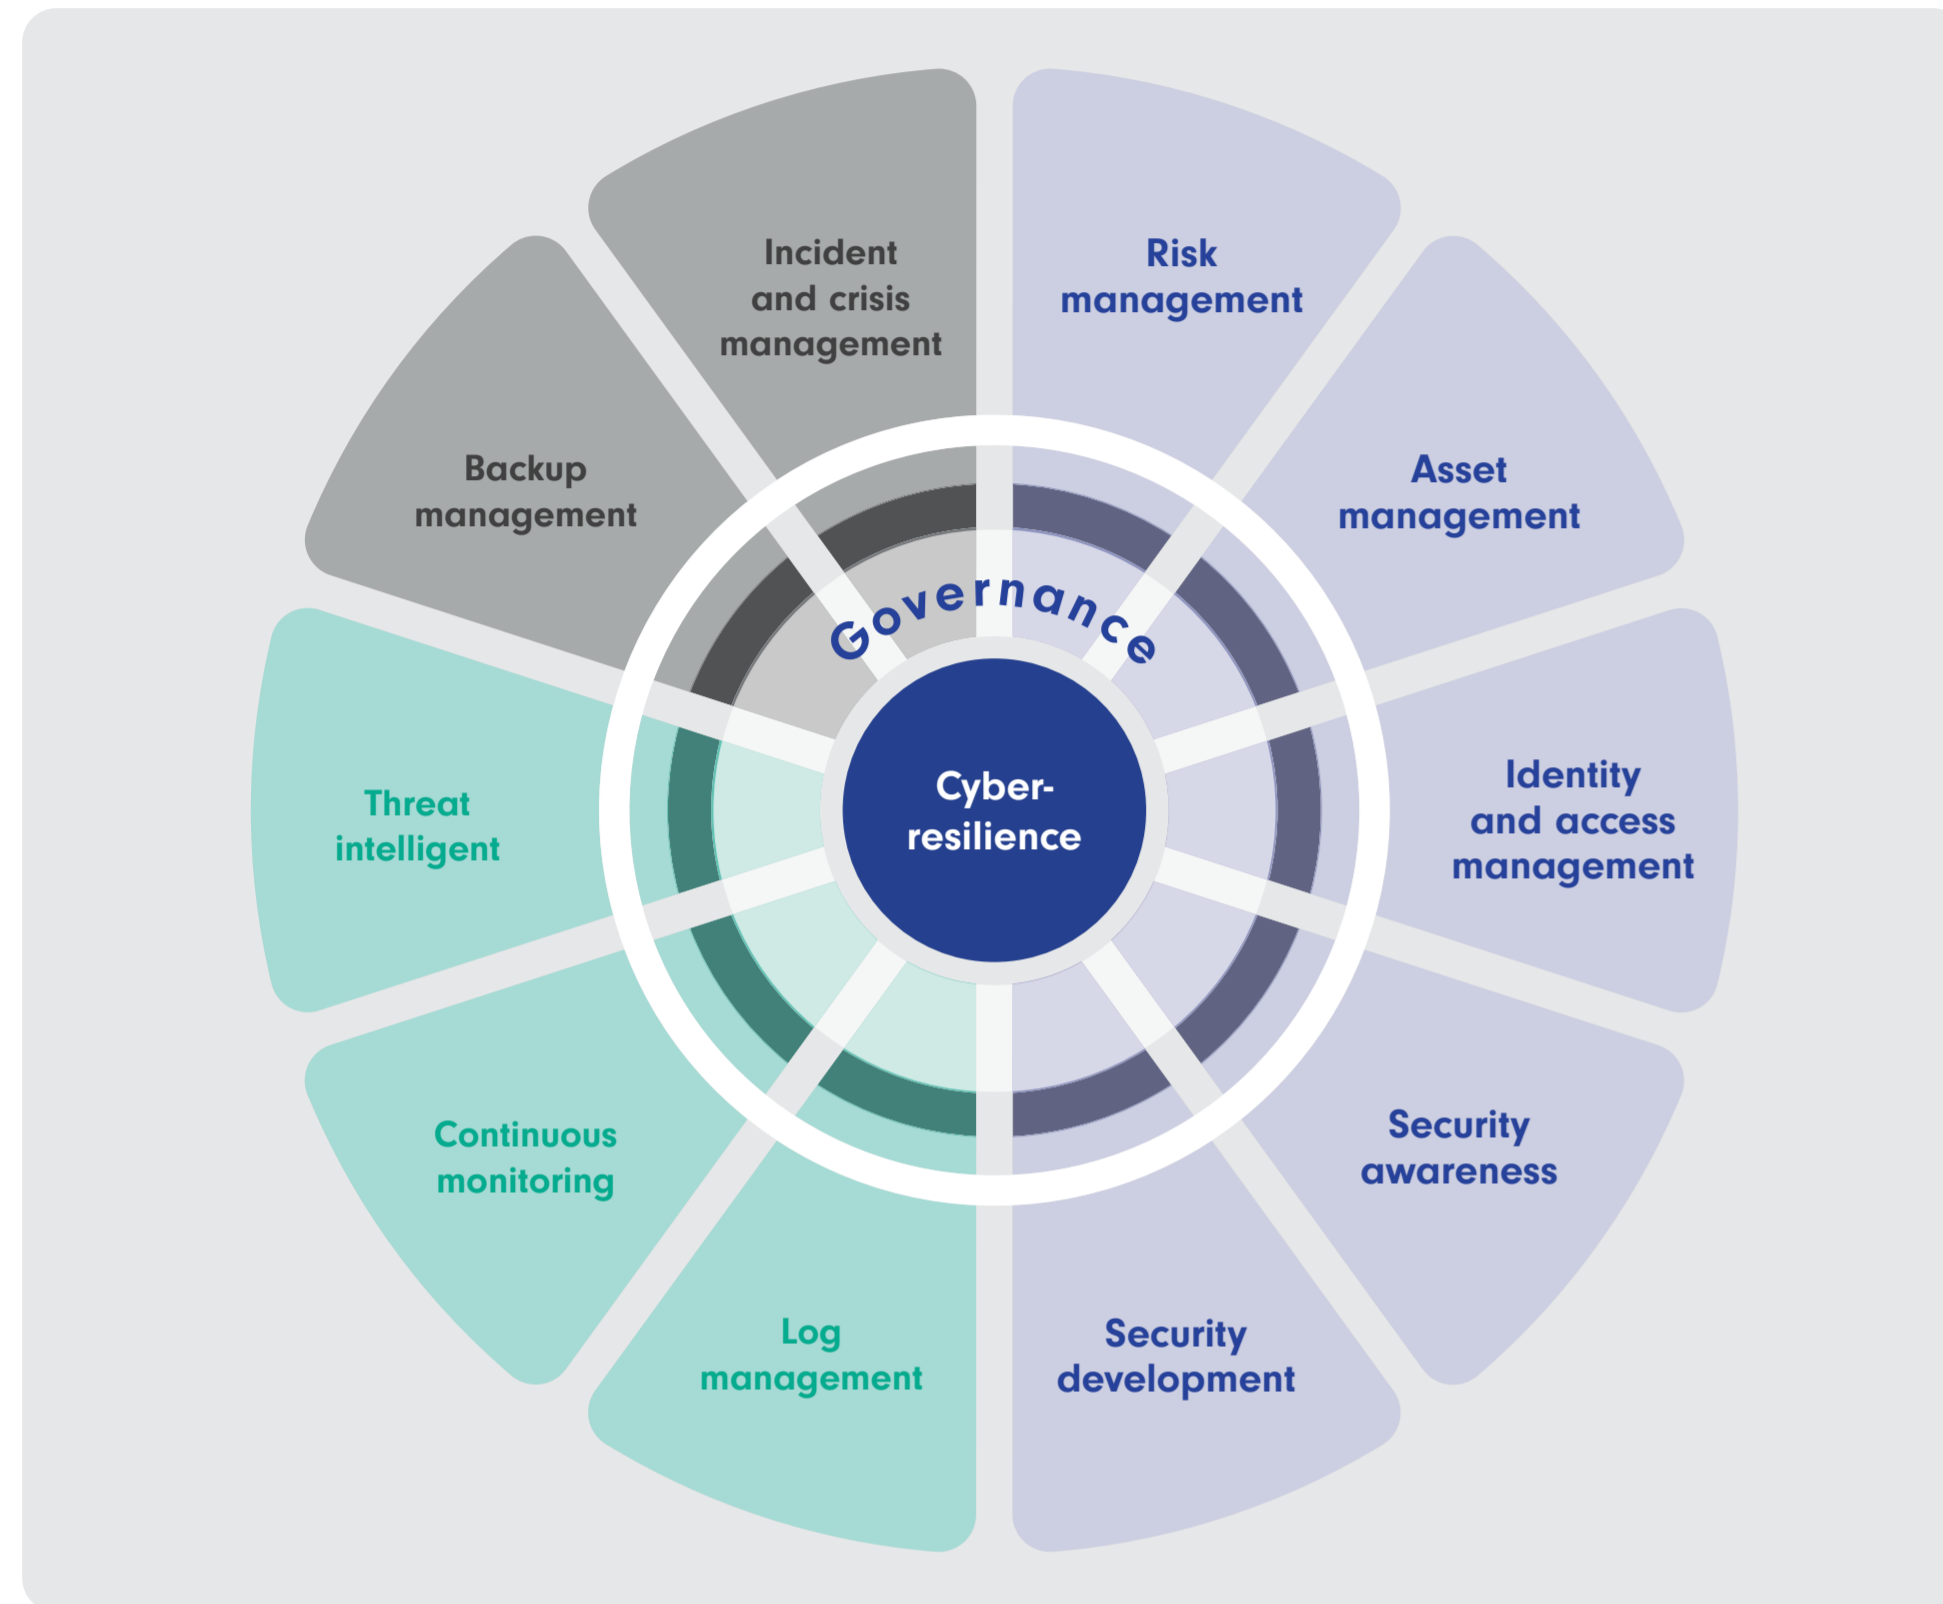 Incident
and crisis
management
Risk
management
Backup
management
Asset
management
Governance
Threat
intelligent
Cyber-
resilience
Identity
and access
management
Continuous
monitoring
Security
awareness
Log
management
Security
development